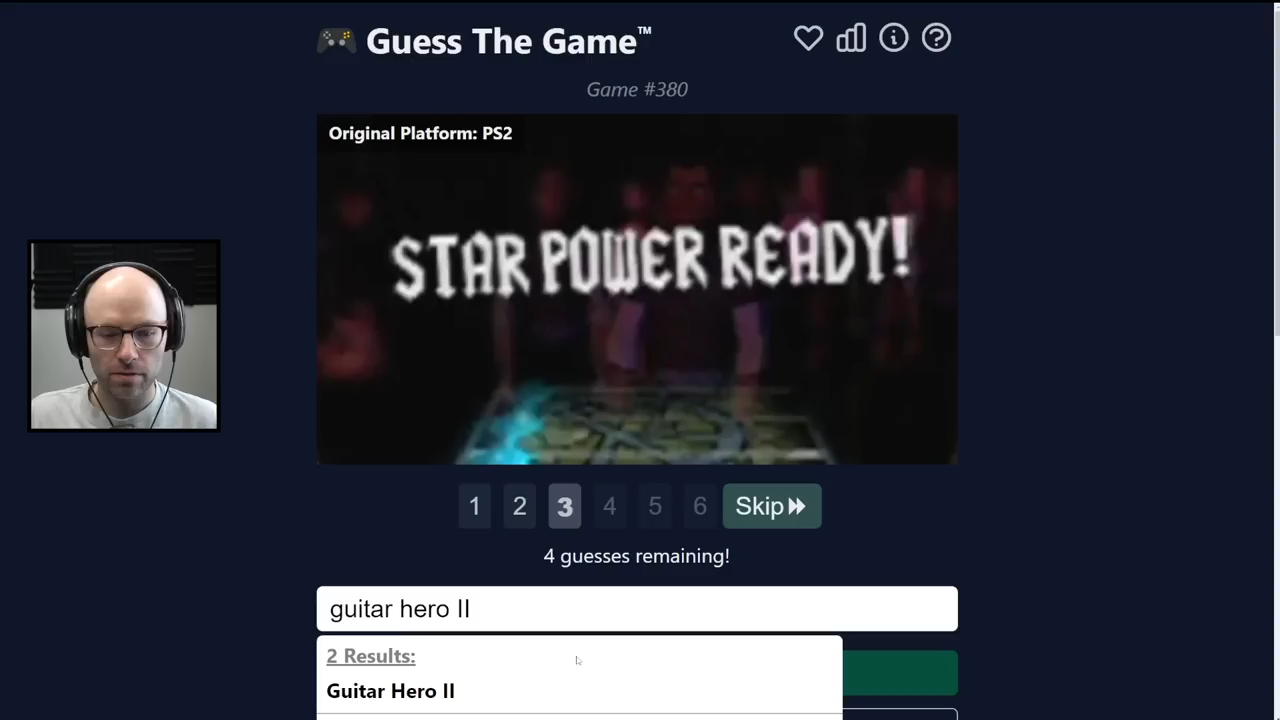 Guess The Game™
Game #380
Original Platform: PS2
STAR POWER READY!
1 2 3 4 5 6 Skip
4 guesses remaining!
guitar hero II
2 Results:
Guitar Hero II